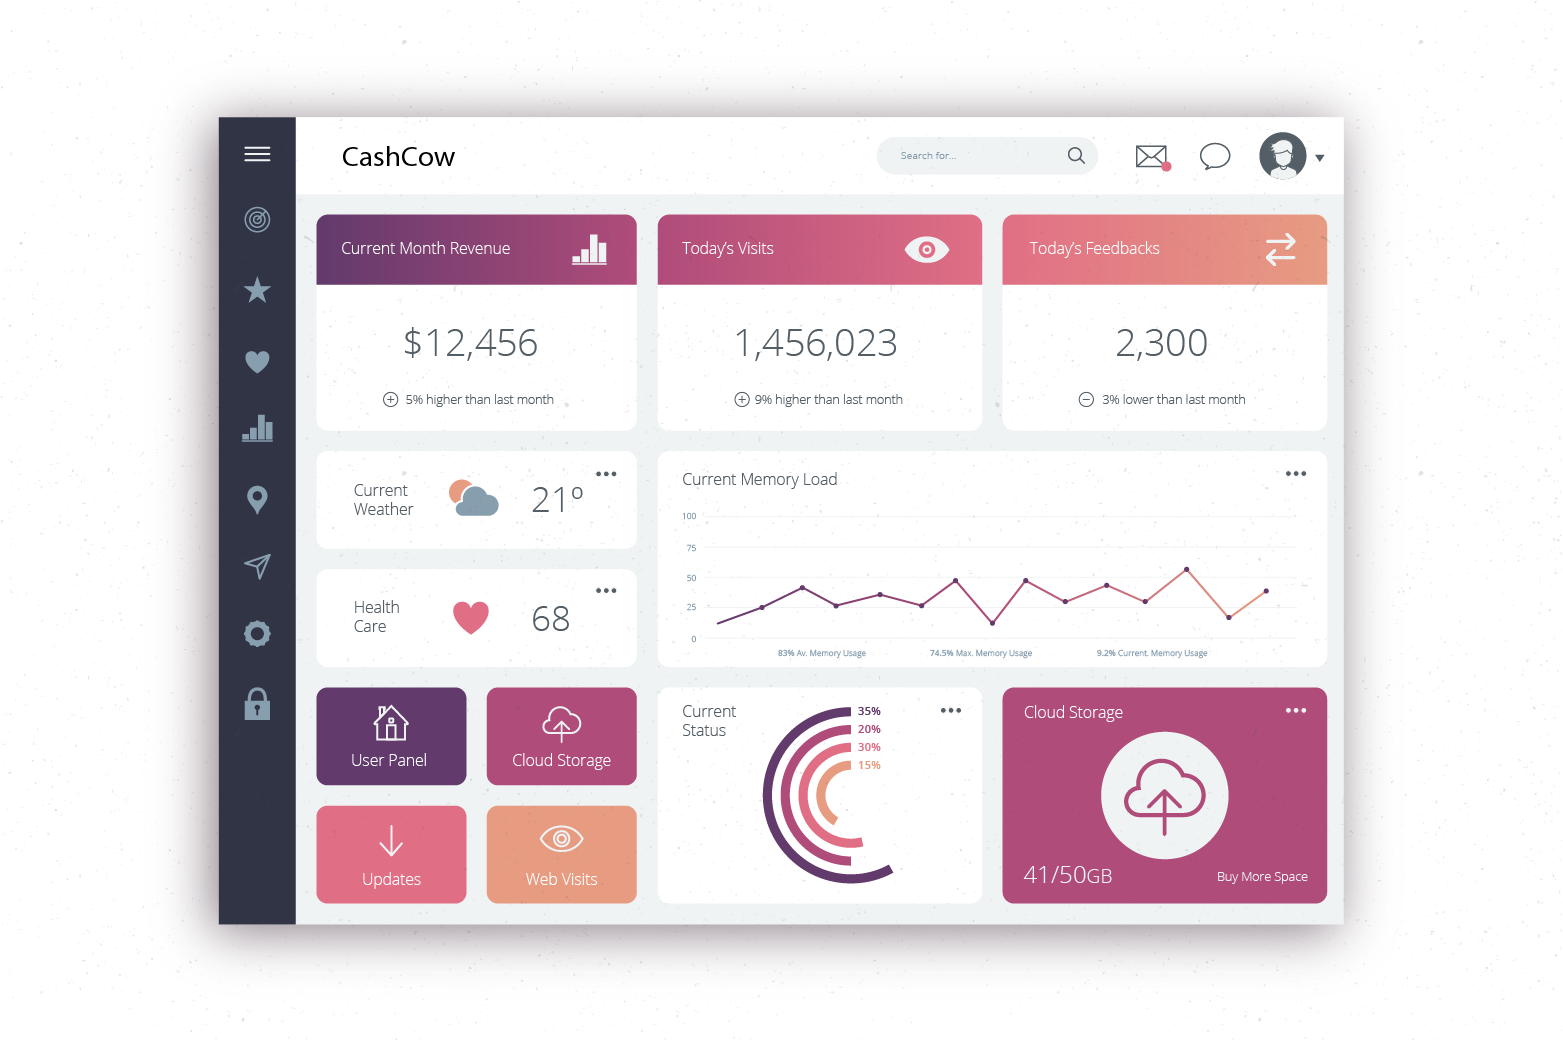 CashCow
Search for...
Current Month Revenue
$12,456
5% higher than last month
Today's Visits
1,456,023
9% higher than last month
Today's Feedbacks
2,300
3% lower than last month
Current
Weather
21º
Health
Care
68
Current Memory Load
100
75
50
25
0
83% Av. Memory Usage
74.5% Max. Memory Usage
9.2% Current. Memory Usage
User Panel
Cloud Storage
Updates
Web Visits
Current
Status
35%
20%
30%
15%
Cloud Storage
41/50GB
Buy More Space